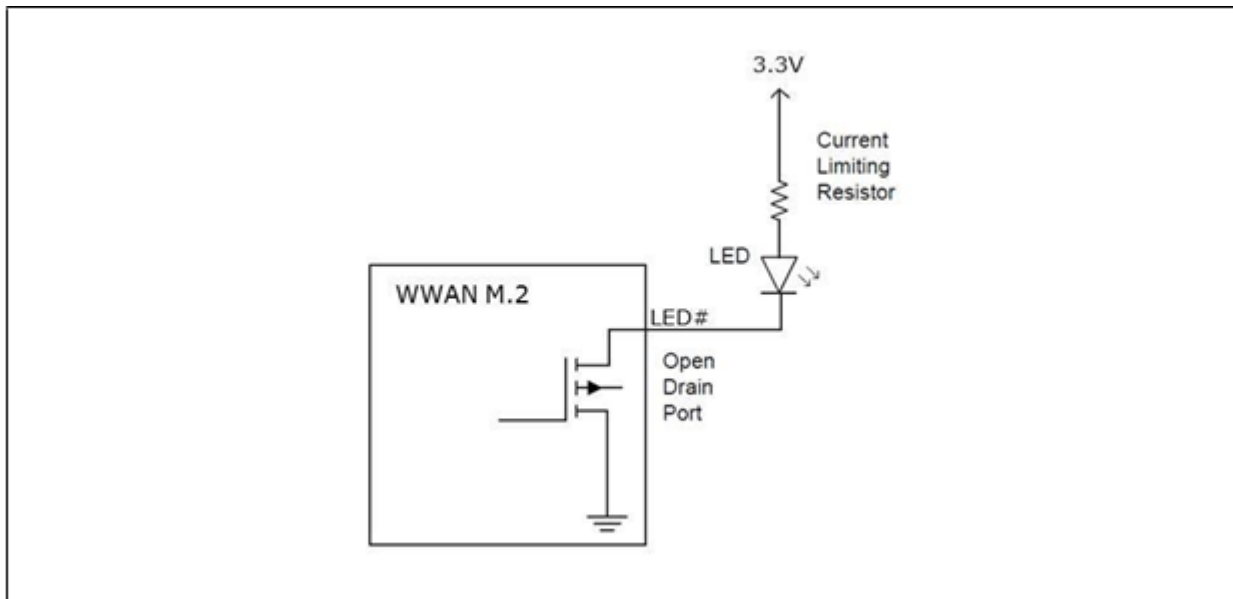 3.3V
Current
Limiting
Resistor
LED
WWAN M.2
LED#
Open
Drain
Port